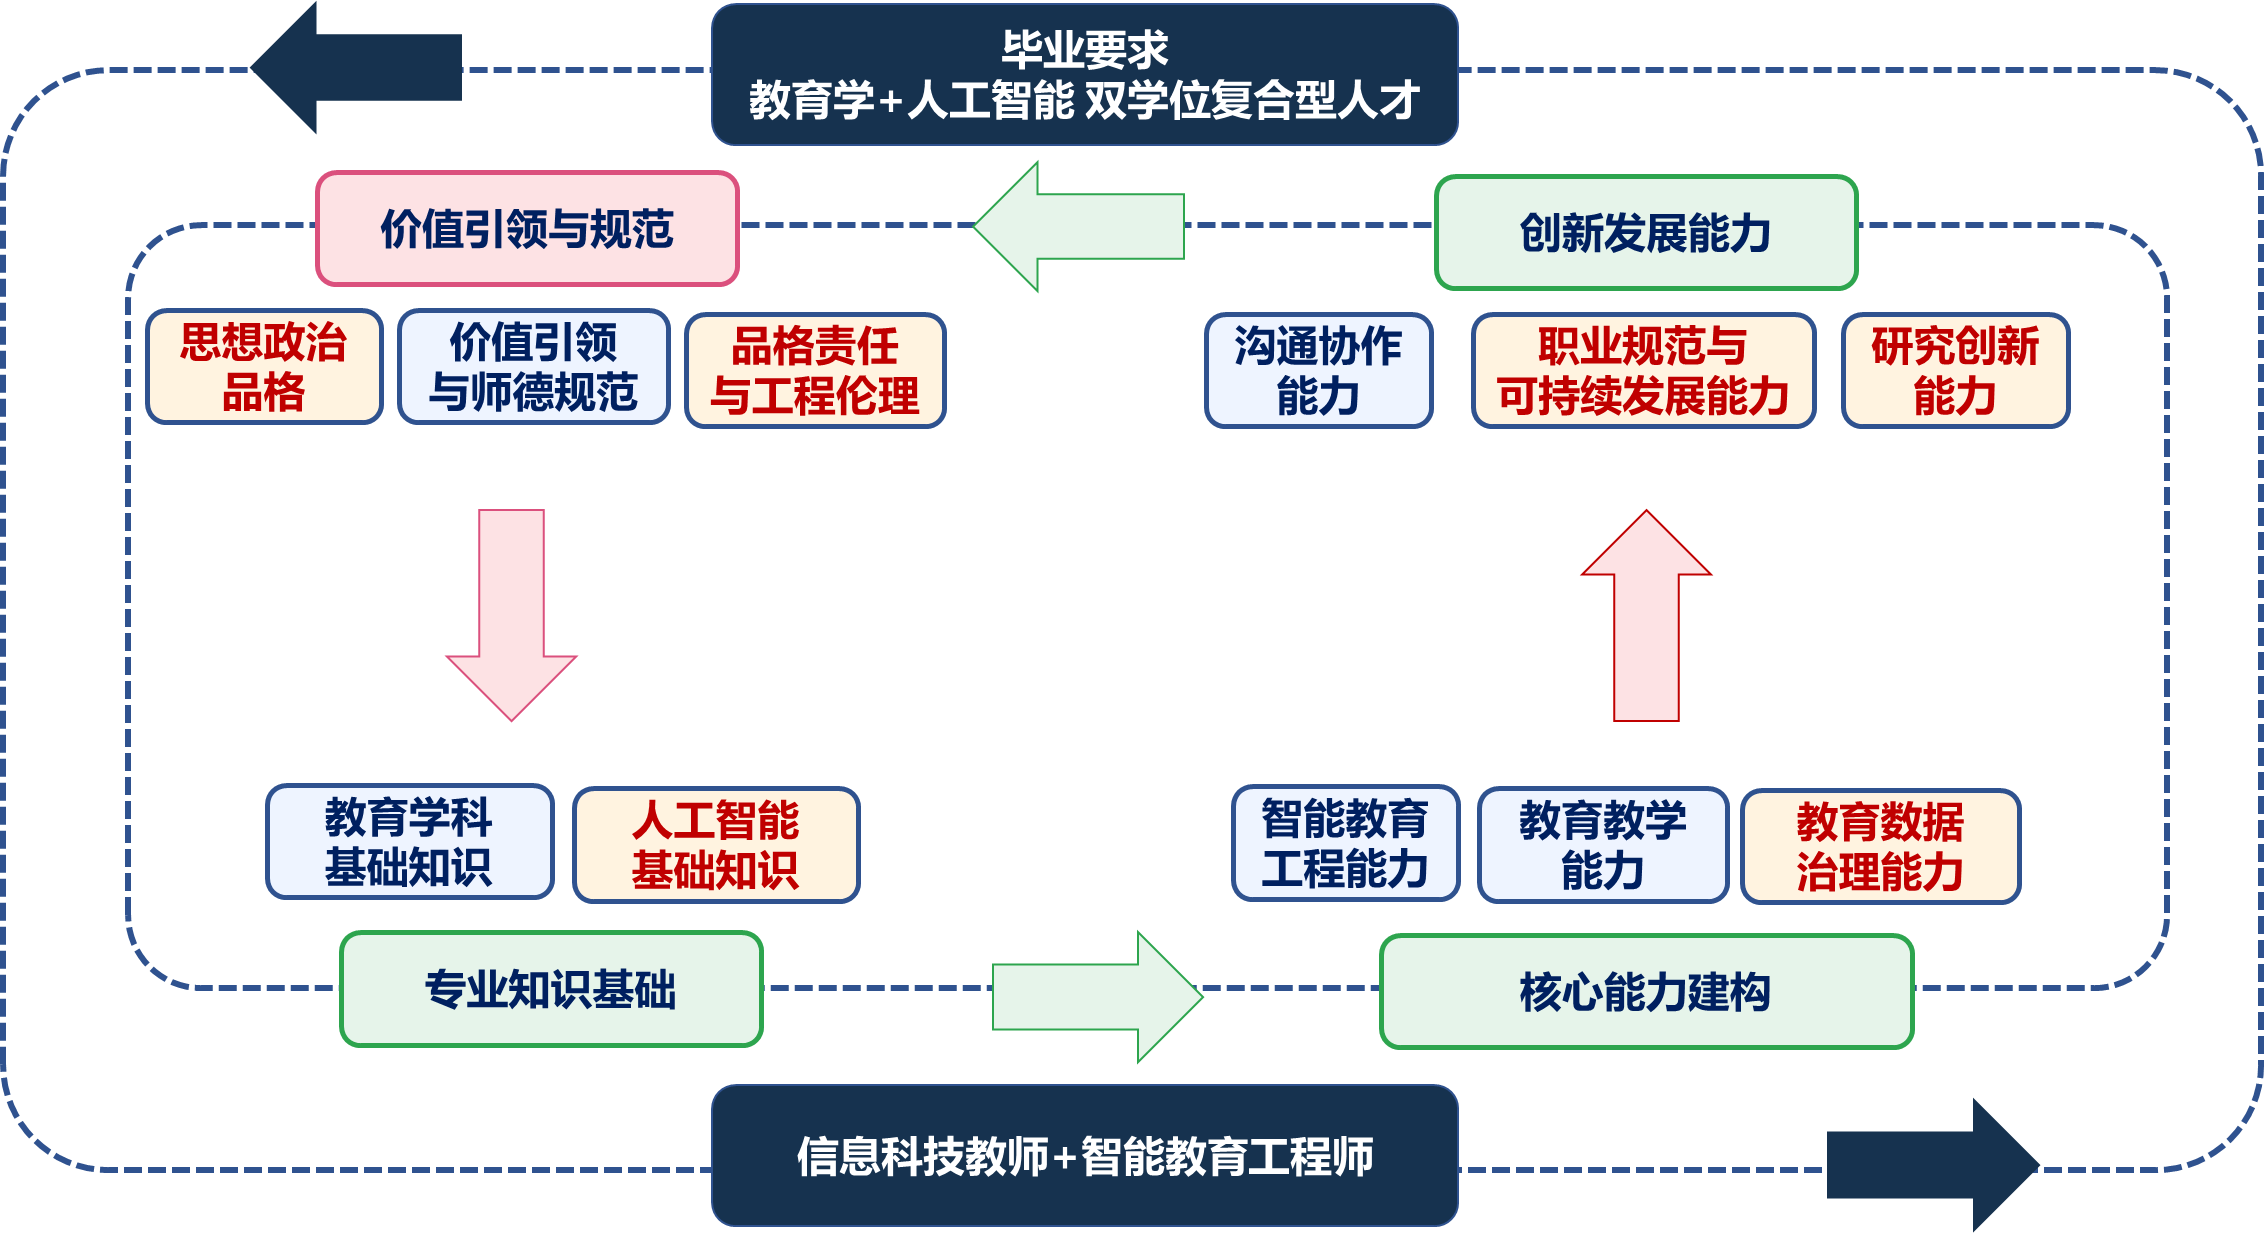 毕业要求
教育学+人工智能 双学位复合型人才
价值引领与规范
创新发展能力
思想政治
品格
价值引领
与师德规范
品格责任
与工程伦理
沟通协作
能力
职业规范与
可持续发展能力
研究创新
能力
教育学科
基础知识
人工智能
基础知识
智能教育
工程能力
教育教学
能力
教育数据
治理能力
专业知识基础
核心能力建构
信息科技教师+智能教育工程师